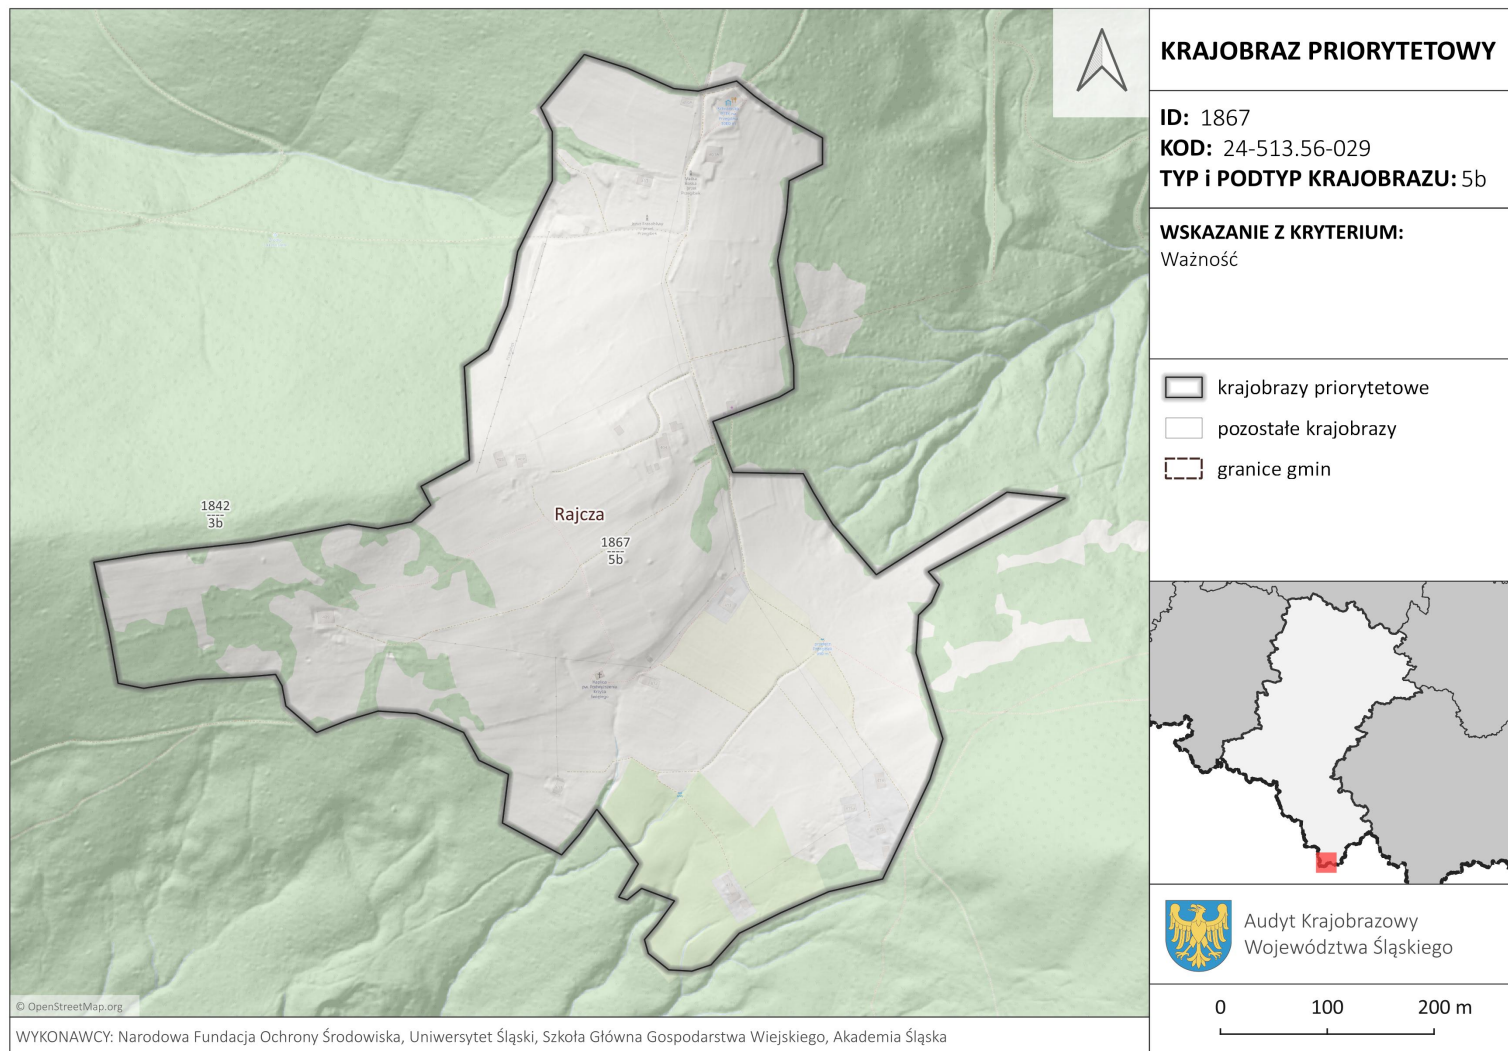 KRAJOBRAZ PRIORYTETOWY
ID: 1867
KOD: 24-513.56-029
TYP i PODTYP KRAJOBRAZU: 5b
WSKAZANIE Z KRYTERIUM:
Ważność
krajobrazy priorytetowe
pozostałe krajobrazy
granice gmin
1842
3b
Rajcza
1867
5b
Audyt Krajobrazowy
Województwa Śląskiego
0 100 200 m
© OpenStreetMap.org
WYKONAWCY: Narodowa Fundacja Ochrony Środowiska, Uniwersytet Śląski, Szkoła Główna Gospodarstwa Wiejskiego, Akademia Śląska